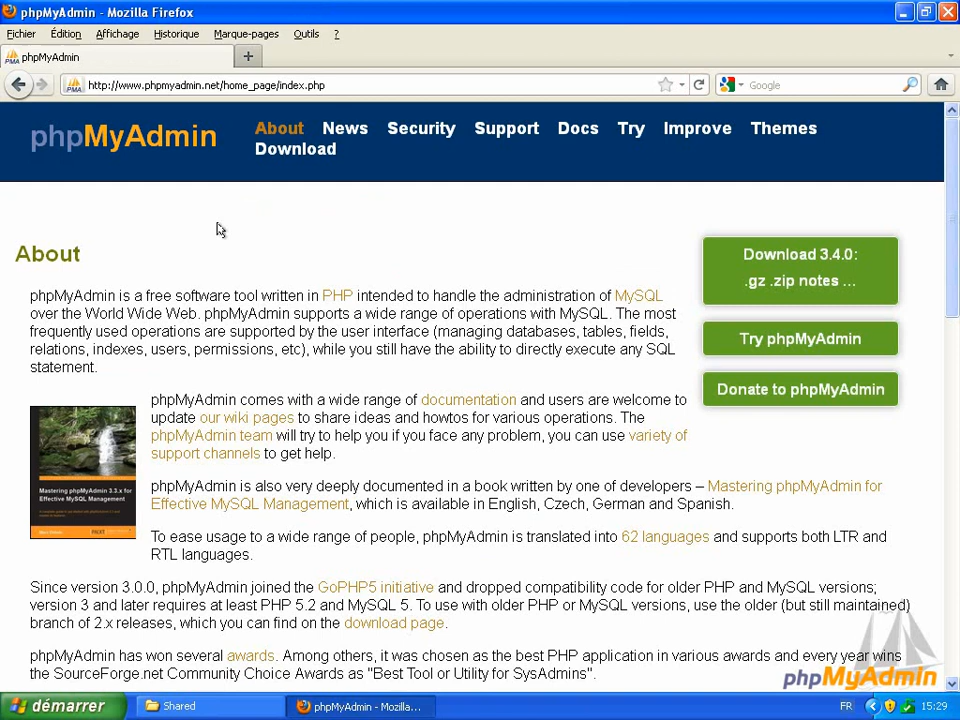 phpMyAdmin - Mozilla Firefox
Fichier Édition Affichage Historique Marque-pages Outils ?
PMA phpMyAdmin
PMA http://www.phpmyadmin.net/home_page/index.php Google
phpMyAdmin
About News Security Support Docs Try Improve Themes
Download
About
Download 3.4.0:
.gz .zip notes ...
Try phpMyAdmin
Donate to phpMyAdmin
phpMyAdmin is a free software tool written in PHP intended to handle the administration of MySQL
over the World Wide Web. phpMyAdmin supports a wide range of operations with MySQL. The most
frequently used operations are supported by the user interface (managing databases, tables, fields,
relations, indexes, users, permissions, etc), while you still have the ability to directly execute any SQL
statement.
phpMyAdmin comes with a wide range of documentation and users are welcome to
update our wiki pages to share ideas and howtos for various operations. The
phpMyAdmin team will try to help you if you face any problem, you can use variety of
support channels to get help.
Mastering phpMyAdmin 3.3.x for
Effective MySQL Management
phpMyAdmin is also very deeply documented in a book written by one of developers – Mastering phpMyAdmin for
Effective MySQL Management, which is available in English, Czech, German and Spanish.
To ease usage to a wide range of people, phpMyAdmin is translated into 62 languages and supports both LTR and
RTL languages.
Since version 3.0.0, phpMyAdmin joined the GoPHP5 initiative and dropped compatibility code for older PHP and MySQL versions;
version 3 and later requires at least PHP 5.2 and MySQL 5. To use with older PHP or MySQL versions, use the older (but still maintained)
branch of 2.x releases, which you can find on the download page.
phpMyAdmin has won several awards. Among others, it was chosen as the best PHP application in various awards and every year wins
the SourceForge.net Community Choice Awards as "Best Tool or Utility for SysAdmins".
phpMyAdmin
démarrer Shared phpMyAdmin - Mozilla... FR 15:29